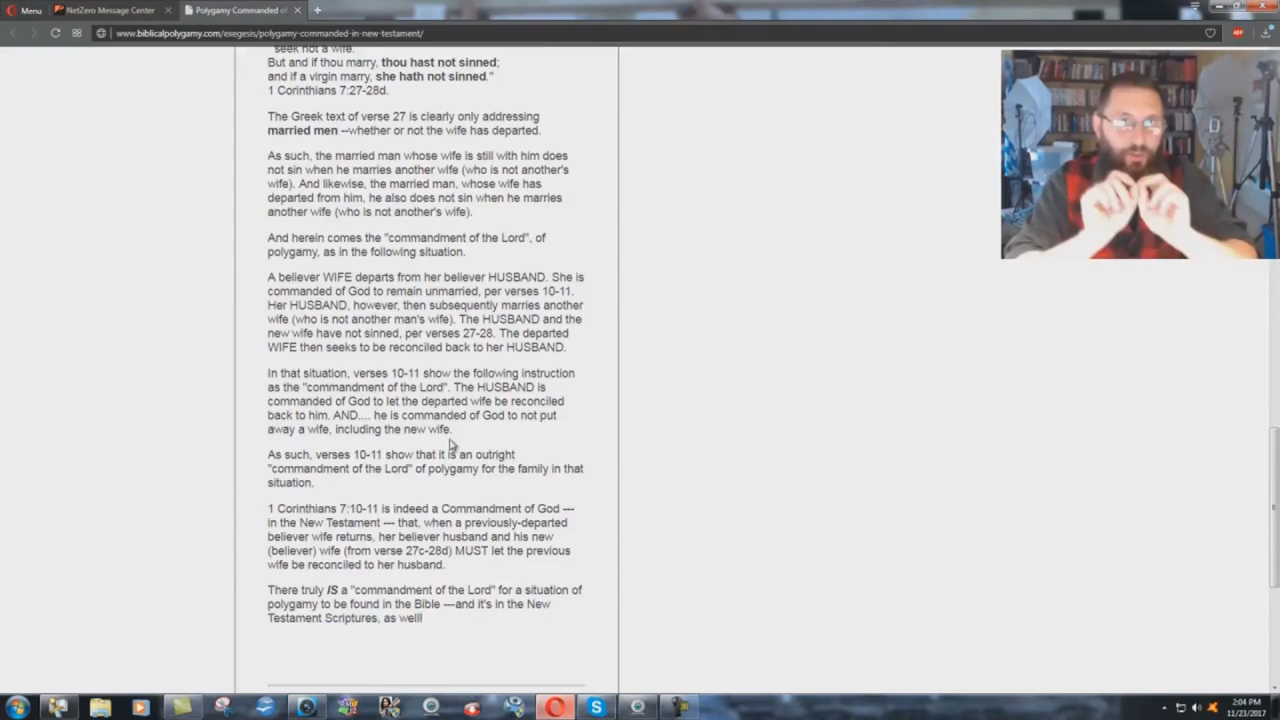 Menu
NetZero Message Center
Polygamy Commanded of
www.biblicalpolygamy.com/exegesis/polygamy-commanded-in-new-testament/
ABP
"seek not a wife.
But and if thou marry, thou hast not sinned;
and if a virgin marry, she hath not sinned."
1 Corinthians 7:27-28d.
The Greek text of verse 27 is clearly only addressing
married men --whether or not the wife has departed.
As such, the married man whose wife is still with him does
not sin when he marries another wife (who is not another's
wife). And likewise, the married man, whose wife has
departed from him, he also does not sin when he marries
another wife (who is not another's wife).
And herein comes the "commandment of the Lord", of
polygamy, as in the following situation.
A believer WIFE departs from her believer HUSBAND. She is
commanded of God to remain unmarried, per verses 10-11.
Her HUSBAND, however, then subsequently marries another
wife (who is not another man's wife). The HUSBAND and the
new wife have not sinned, per verses 27-28. The departed
WIFE then seeks to be reconciled back to her HUSBAND.
In that situation, verses 10-11 show the following instruction
as the "commandment of the Lord". The HUSBAND is
commanded of God to let the departed wife be reconciled
back to him. AND.... he is commanded of God to not put
away a wife, including the new wife.
As such, verses 10-11 show that it is an outright
"commandment of the Lord" of polygamy for the family in that
situation.
1 Corinthians 7:10-11 is indeed a Commandment of God ---
in the New Testament --- that, when a previously-departed
believer wife returns, her believer husband and his new
(believer) wife (from verse 27c-28d) MUST let the previous
wife be reconciled to her husband.
There truly IS a "commandment of the Lord" for a situation of
polygamy to be found in the Bible ---and it's in the New
Testament Scriptures, as well!
2:04 PM
11/23/2017